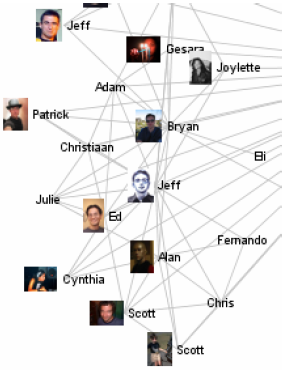 Jeff
Gesara
Joylette
Adam
Patrick
Bryan
Christiaan
Eli
Jeff
Julie
Ed
Fernando
Alan
Cynthia
Chris
Scott
Scott